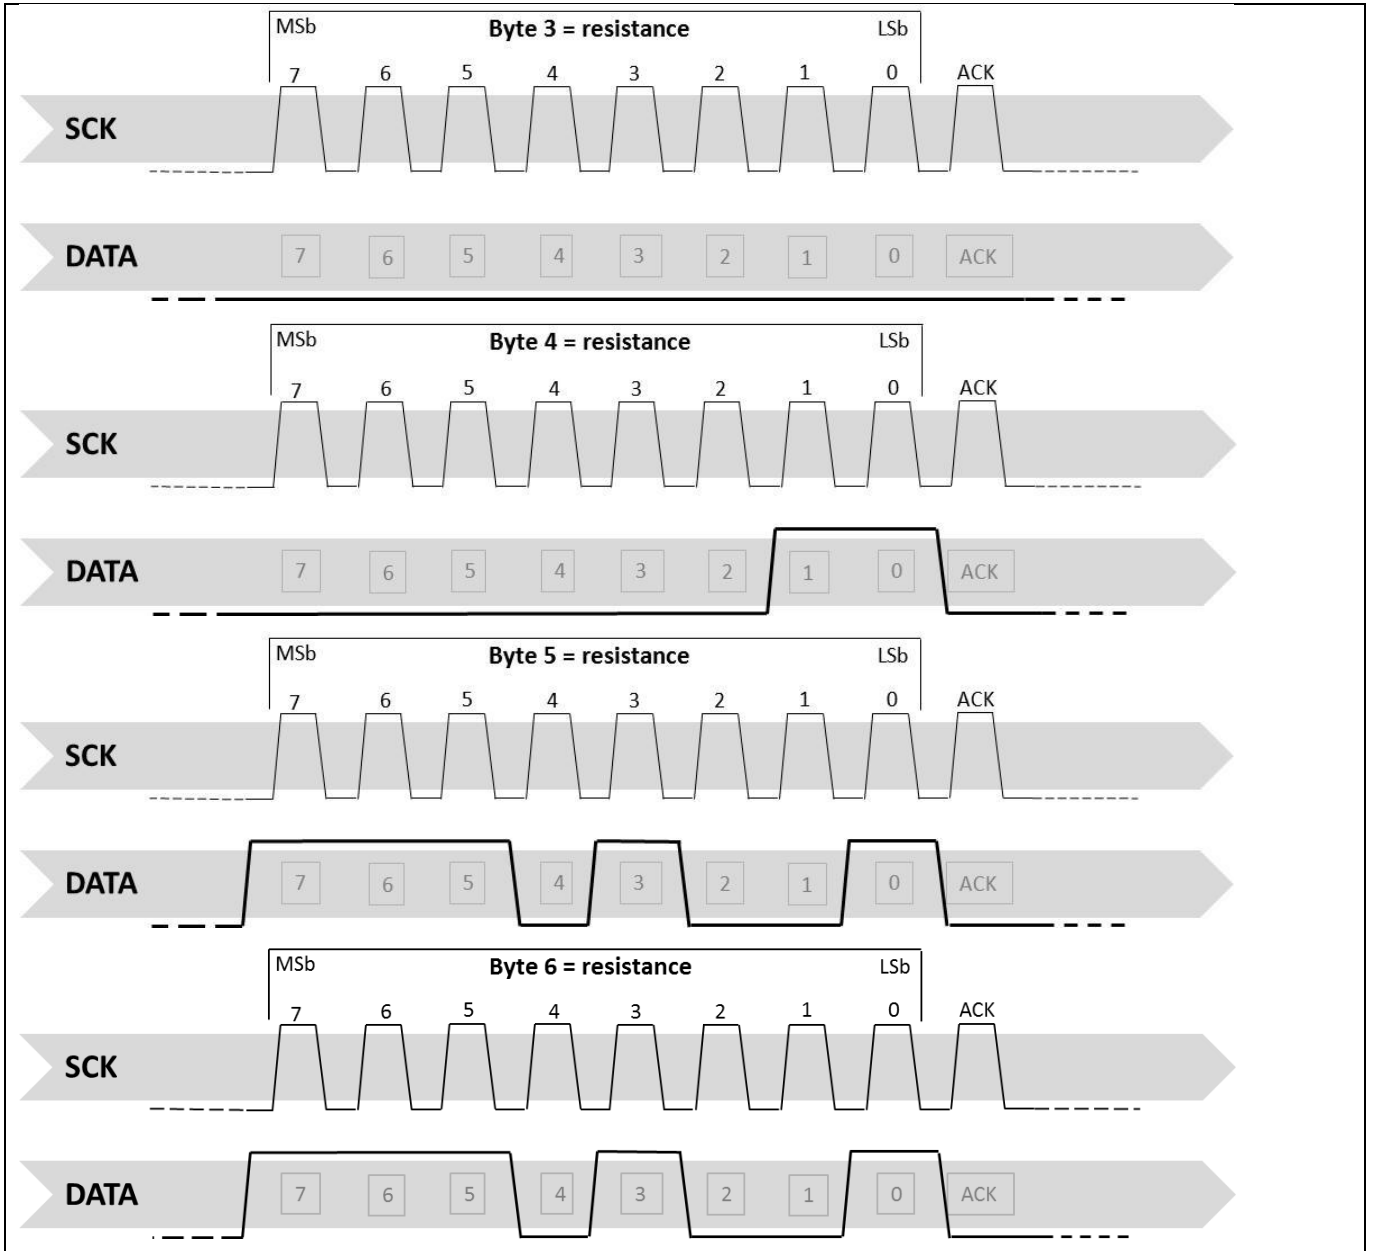 MSb Byte 3 = resistance LSb
7 6 5 4 3 2 1 0 ACK
SCK
DATA 7 6 5 4 3 2 1 0 ACK
MSb Byte 4 = resistance LSb
7 6 5 4 3 2 1 0 ACK
SCK
DATA 7 6 5 4 3 2 1 0 ACK
MSb Byte 5 = resistance LSb
7 6 5 4 3 2 1 0 ACK
SCK
DATA 7 6 5 4 3 2 1 0 ACK
MSb Byte 6 = resistance LSb
7 6 5 4 3 2 1 0 ACK
SCK
DATA 7 6 5 4 3 2 1 0 ACK